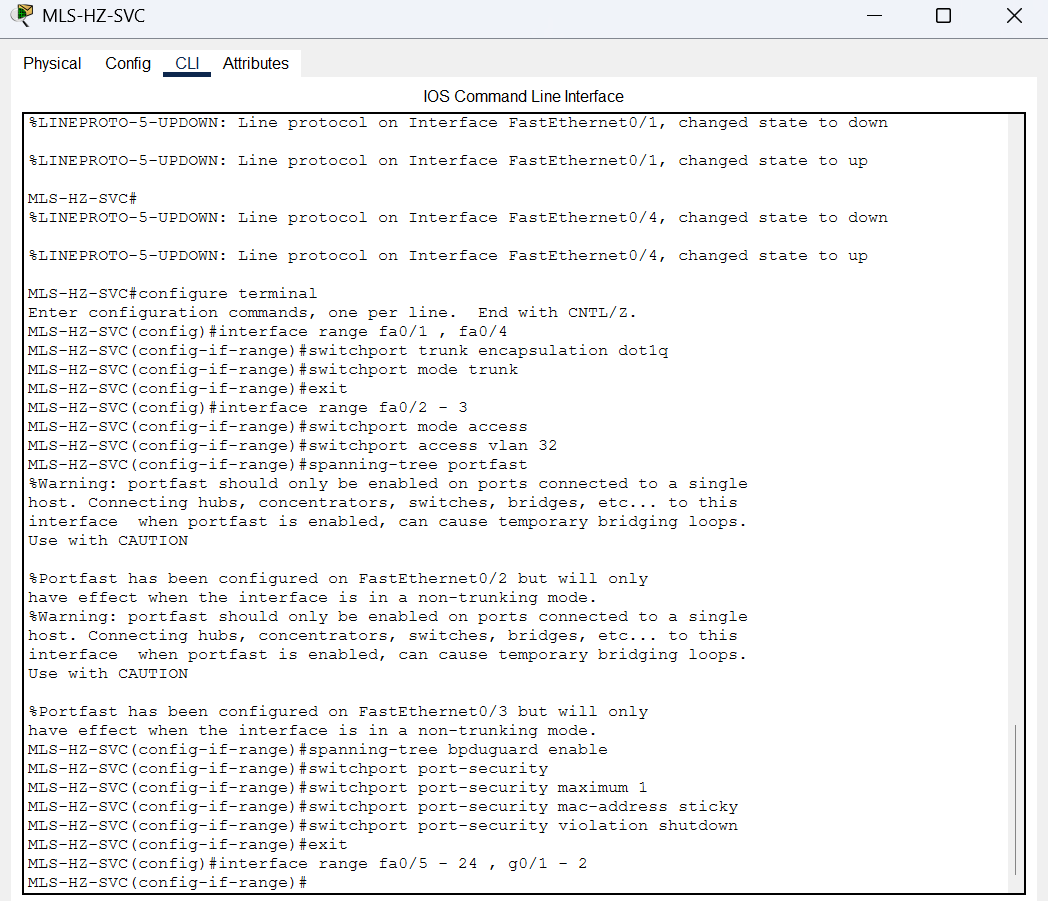 MLS-HZ-SVC
Physical Config CLI Attributes
IOS Command Line Interface
%LINEPROTO-5-UPDOWN: Line protocol on Interface FastEthernet0/1, changed state to down
%LINEPROTO-5-UPDOWN: Line protocol on Interface FastEthernet0/1, changed state to up
MLS-HZ-SVC#
%LINEPROTO-5-UPDOWN: Line protocol on Interface FastEthernet0/4, changed state to down
%LINEPROTO-5-UPDOWN: Line protocol on Interface FastEthernet0/4, changed state to up
MLS-HZ-SVC#configure terminal
Enter configuration commands, one per line.  End with CNTL/Z.
MLS-HZ-SVC(config)#interface range fa0/1 , fa0/4
MLS-HZ-SVC(config-if-range)#switchport trunk encapsulation dot1q
MLS-HZ-SVC(config-if-range)#switchport mode trunk
MLS-HZ-SVC(config-if-range)#exit
MLS-HZ-SVC(config)#interface range fa0/2 - 3
MLS-HZ-SVC(config-if-range)#switchport mode access
MLS-HZ-SVC(config-if-range)#switchport access vlan 32
MLS-HZ-SVC(config-if-range)#spanning-tree portfast
%Warning: portfast should only be enabled on ports connected to a single
host. Connecting hubs, concentrators, switches, bridges, etc... to this
interface  when portfast is enabled, can cause temporary bridging loops.
Use with CAUTION
%Portfast has been configured on FastEthernet0/2 but will only
have effect when the interface is in a non-trunking mode.
%Warning: portfast should only be enabled on ports connected to a single
host. Connecting hubs, concentrators, switches, bridges, etc... to this
interface  when portfast is enabled, can cause temporary bridging loops.
Use with CAUTION
%Portfast has been configured on FastEthernet0/3 but will only
have effect when the interface is in a non-trunking mode.
MLS-HZ-SVC(config-if-range)#spanning-tree bpduguard enable
MLS-HZ-SVC(config-if-range)#switchport port-security
MLS-HZ-SVC(config-if-range)#switchport port-security maximum 1
MLS-HZ-SVC(config-if-range)#switchport port-security mac-address sticky
MLS-HZ-SVC(config-if-range)#switchport port-security violation shutdown
MLS-HZ-SVC(config-if-range)#exit
MLS-HZ-SVC(config)#interface range fa0/5 - 24 , g0/1 - 2
MLS-HZ-SVC(config-if-range)#